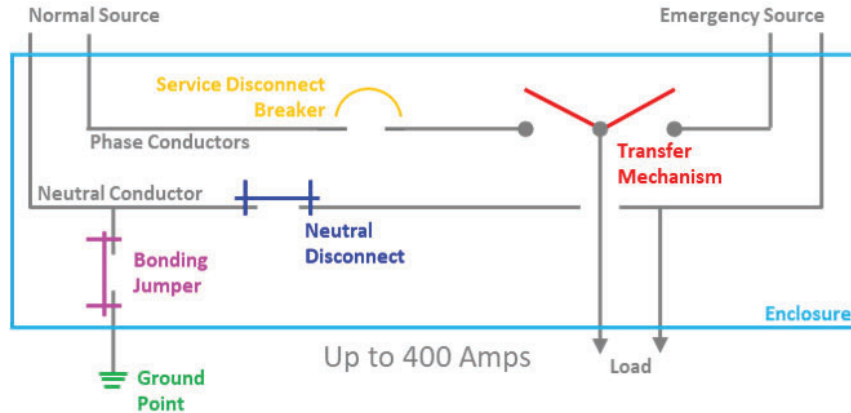 Normal Source
Emergency Source
Service Disconnect
Breaker
Phase Conductors
Transfer
Mechanism
Neutral Conductor
Neutral
Disconnect
Bonding
Jumper
Enclosure
Up to 400 Amps
Load
Ground
Point